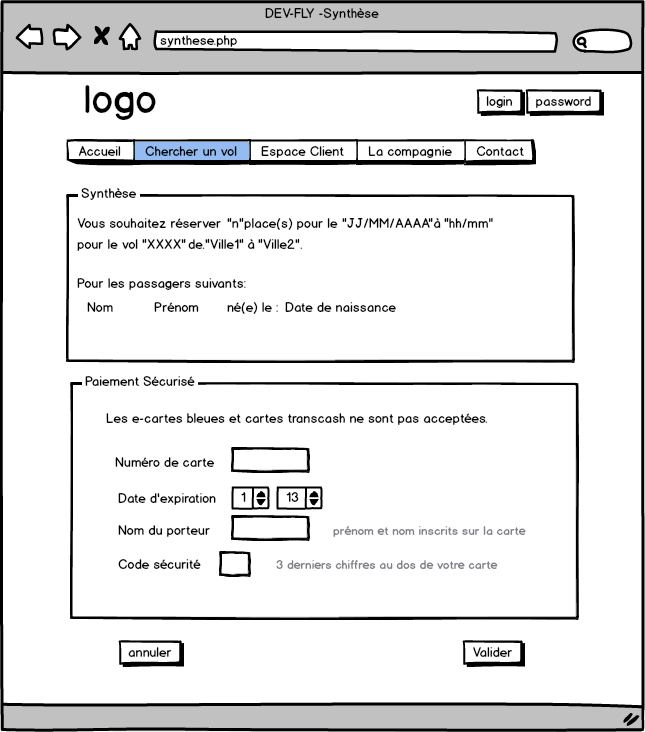 DEV-FLY -Synthèse
synthese.php
logo
login password
Accueil Chercher un vol Espace Client La compagnie Contact
Synthèse
Vous souhaitez réserver "n"place(s) pour le "JJ/MM/AAAA"à "hh/mm"
pour le vol "XXXX" de."Ville1" à "Ville2".
Pour les passagers suivants:
Nom Prénom né(e) le : Date de naissance
Paiement Sécurisé
Les e-cartes bleues et cartes transcash ne sont pas acceptées.
Numéro de carte
Date d'expiration 1 13
Nom du porteur prénom et nom inscrits sur la carte
Code sécurité 3 derniers chiffres au dos de votre carte
annuler Valider